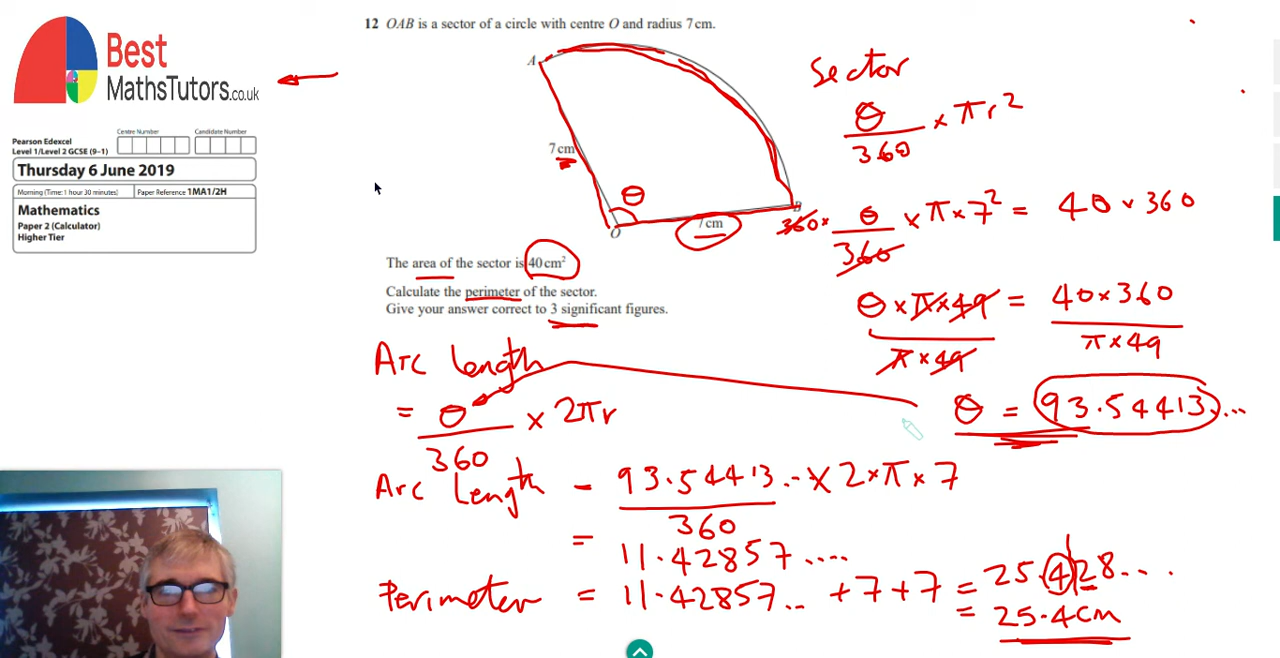 Best
MathsTutors.co.uk
Centre Number
Candidate Number
Pearson Edexcel
Level 1/Level 2 GCSE (9–1)
Thursday 6 June 2019
Morning (Time: 1 hour 30 minutes)
Paper Reference 1MA1/2H
Mathematics
Paper 2 (Calculator)
Higher Tier
12 OAB is a sector of a circle with centre O and radius 7 cm.
A
7 cm
θ
O
7 cm
B
The area of the sector is 40 cm²
Calculate the perimeter of the sector.
Give your answer correct to 3 significant figures.
Sector
θ/360 × πr²
360 × θ/360 × π × 7² = 40 × 360
θ × π × 49 / π × 49 = 40 × 360 / π × 49
θ = 93.54413...
Arc length
= θ/360 × 2πr
Arc Length = 93.54413.. / 360 × 2 × π × 7
= 11.42857....
Perimeter = 11.42857.. + 7 + 7 = 25.428...
= 25.4cm